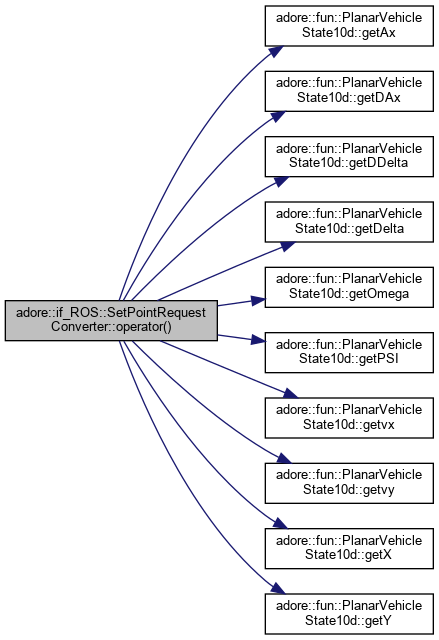 adore::fun::PlanarVehicle
State10d::getAx
adore::fun::PlanarVehicle
State10d::getDAx
adore::fun::PlanarVehicle
State10d::getDDelta
adore::fun::PlanarVehicle
State10d::getDelta
adore::fun::PlanarVehicle
State10d::getOmega
adore::if_ROS::SetPointRequest
Converter::operator()
adore::fun::PlanarVehicle
State10d::getPSI
adore::fun::PlanarVehicle
State10d::getvx
adore::fun::PlanarVehicle
State10d::getvy
adore::fun::PlanarVehicle
State10d::getX
adore::fun::PlanarVehicle
State10d::getY